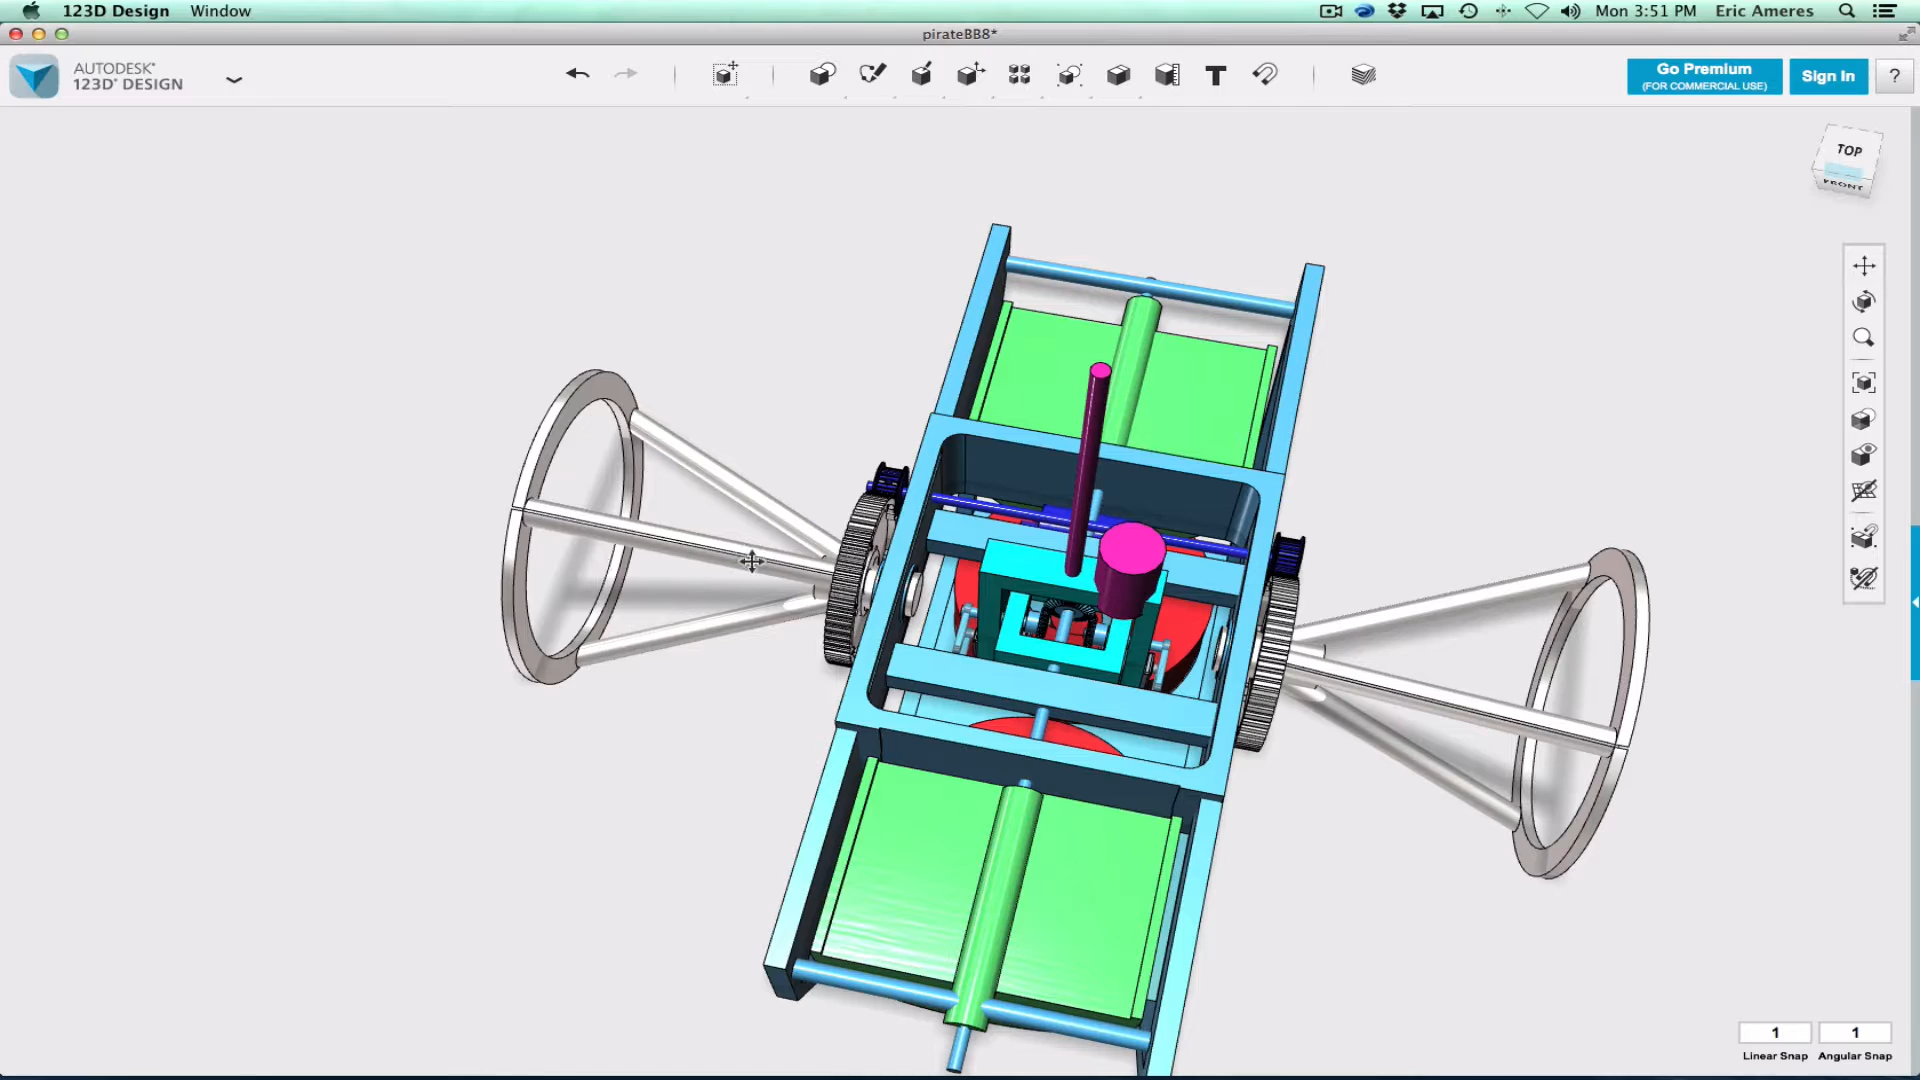 123D Design Window Mon 3:51 PM Eric Ameres
pirateBB8*
AUTODESK®
123D® DESIGN
T
Go Premium
(FOR COMMERCIAL USE)
Sign In
?
TOP
FRONT
1 1
Linear Snap Angular Snap